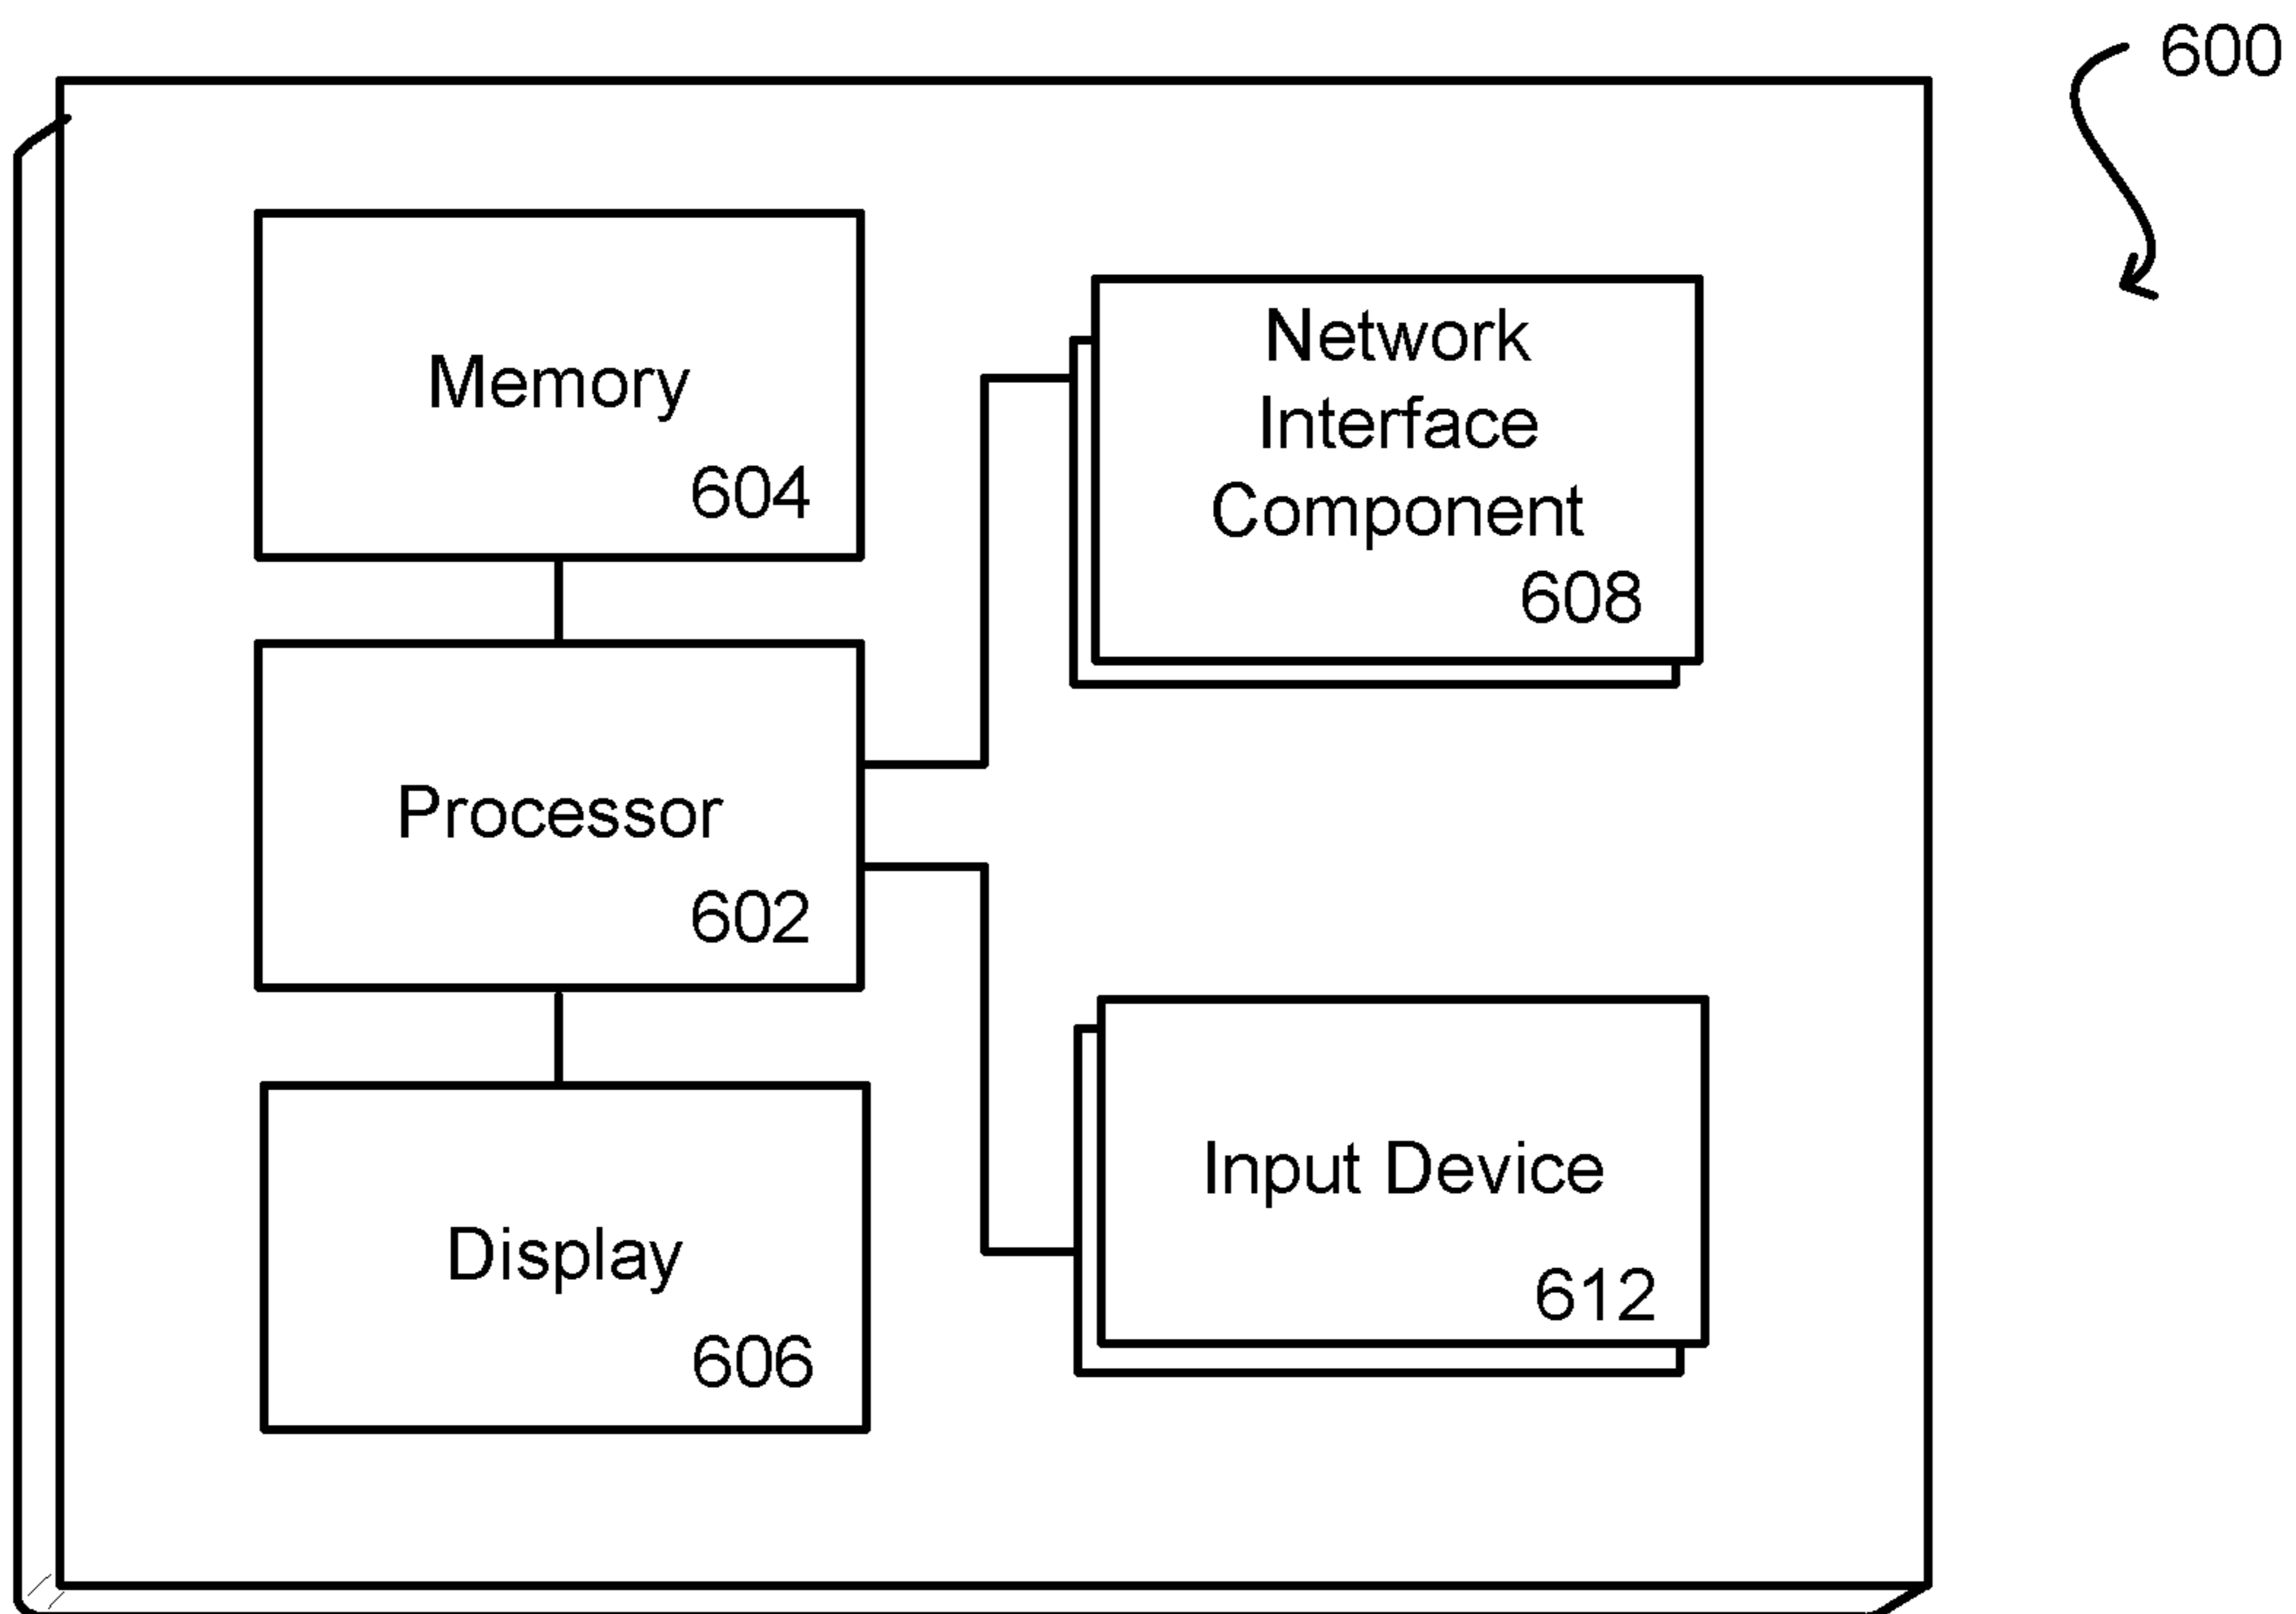 600
Memory
604
Network
Interface
Component
608
Processor
602
Input Device
612
Display
606